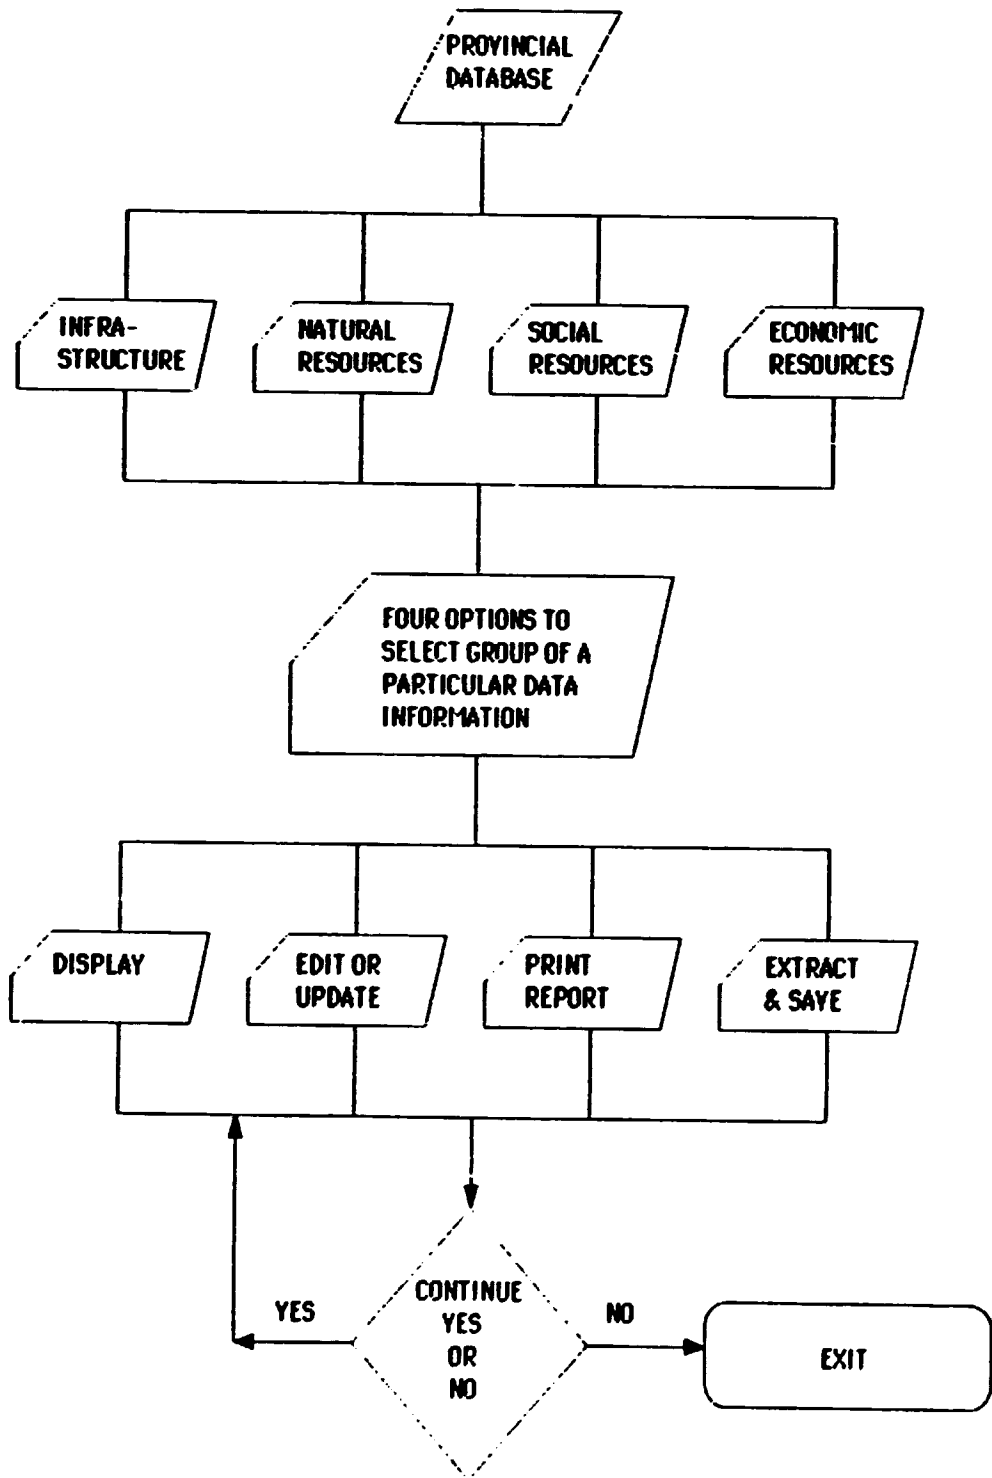 PROVINCIAL
DATABASE
INFRA-
STRUCTURE
NATURAL
RESOURCES
SOCIAL
RESOURCES
ECONOMIC
RESOURCES
FOUR OPTIONS TO
SELECT GROUP OF A
PARTICULAR DATA
INFORMATION
DISPLAY
EDIT OR
UPDATE
PRINT
REPORT
EXTRACT
& SAVE
CONTINUE
YES
OR
NO
YES
NO
EXIT